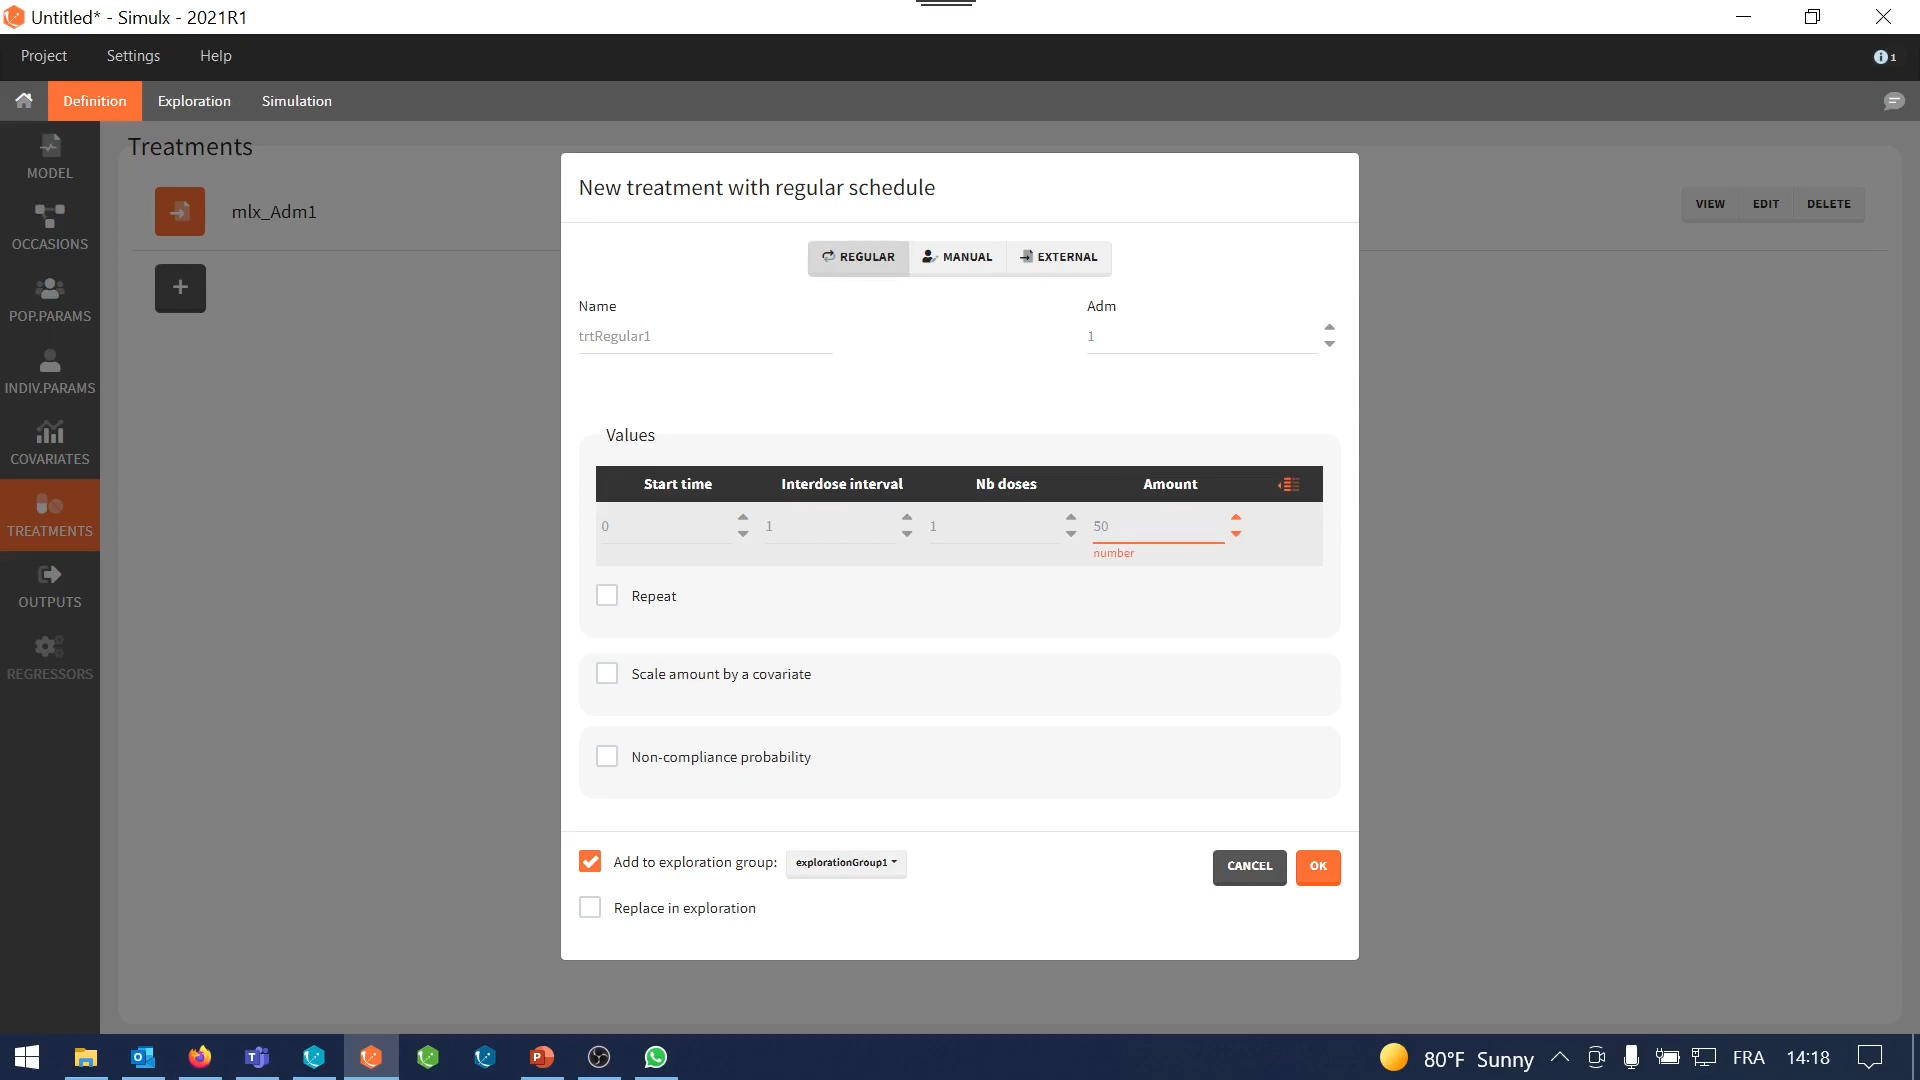 Untitled* - Simulx - 2021R1
Project Settings Help
1
Definition Exploration Simulation
MODEL
OCCASIONS
POP.PARAMS
INDIV.PARAMS
COVARIATES
TREATMENTS
OUTPUTS
REGRESSORS
Treatments
mlx_Adm1
VIEW EDIT DELETE
+
New treatment with regular schedule
REGULAR MANUAL EXTERNAL
Name Adm
trtRegular1 1
Values
Start time Interdose interval Nb doses Amount
0 1 1 50
number
Repeat
Scale amount by a covariate
Non-compliance probability
Add to exploration group: explorationGroup1
CANCEL OK
Replace in exploration
80°F Sunny FRA 14:18